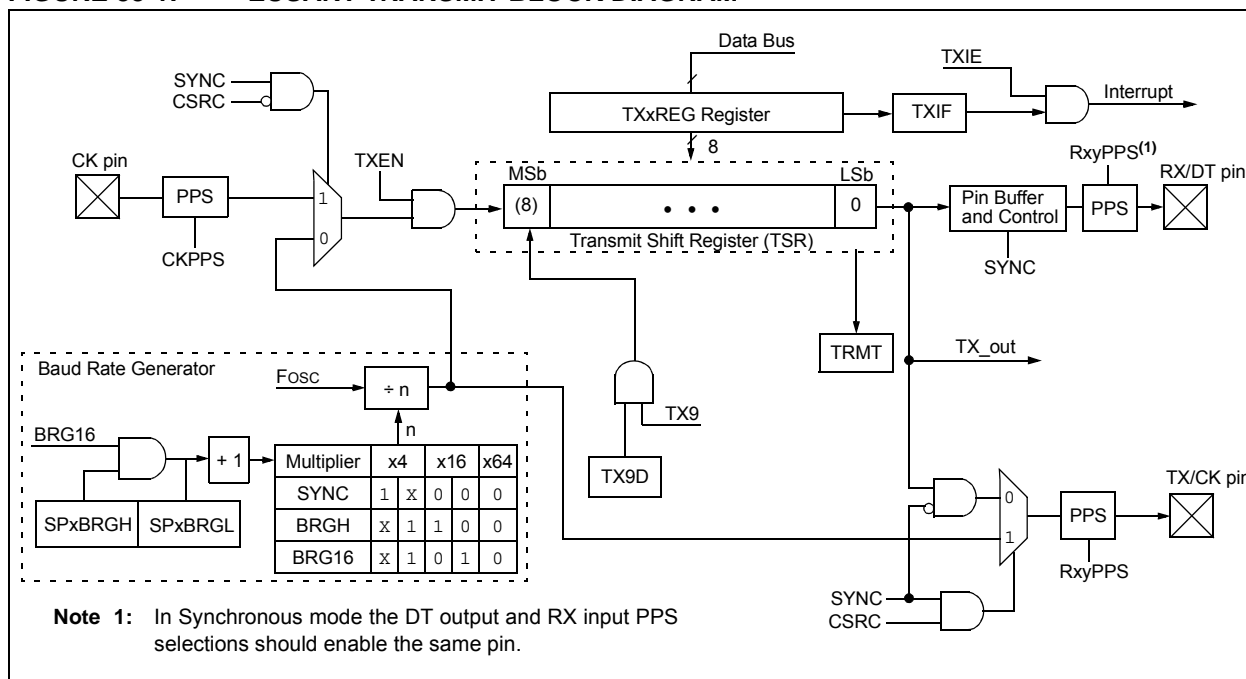 FIGURE EUSART TRANSMIT BLOCK DIAGRAM
Data Bus
SYNC
CSRC
TXIE
Interrupt
TXxREG Register
TXIF
8
CK pin
TXEN
MSb
LSb
RxyPPS(1)
RX/DT pin
PPS
1
0
(8)
• • •
0
Pin Buffer
and Control
PPS
CKPPS
Transmit Shift Register (TSR)
SYNC
TRMT
TX_out
Baud Rate Generator
FOSC
÷ n
n
TX9
BRG16
+ 1
TX9D
Multiplier x4 x16 x64
SYNC 1 X 0 0 0
BRGH X 1 1 0 0
BRG16 X 1 0 1 0
SPxBRGH SPxBRGL
TX/CK pin
0
1
PPS
RxyPPS
SYNC
CSRC
Note 1: In Synchronous mode the DT output and RX input PPS
selections should enable the same pin.